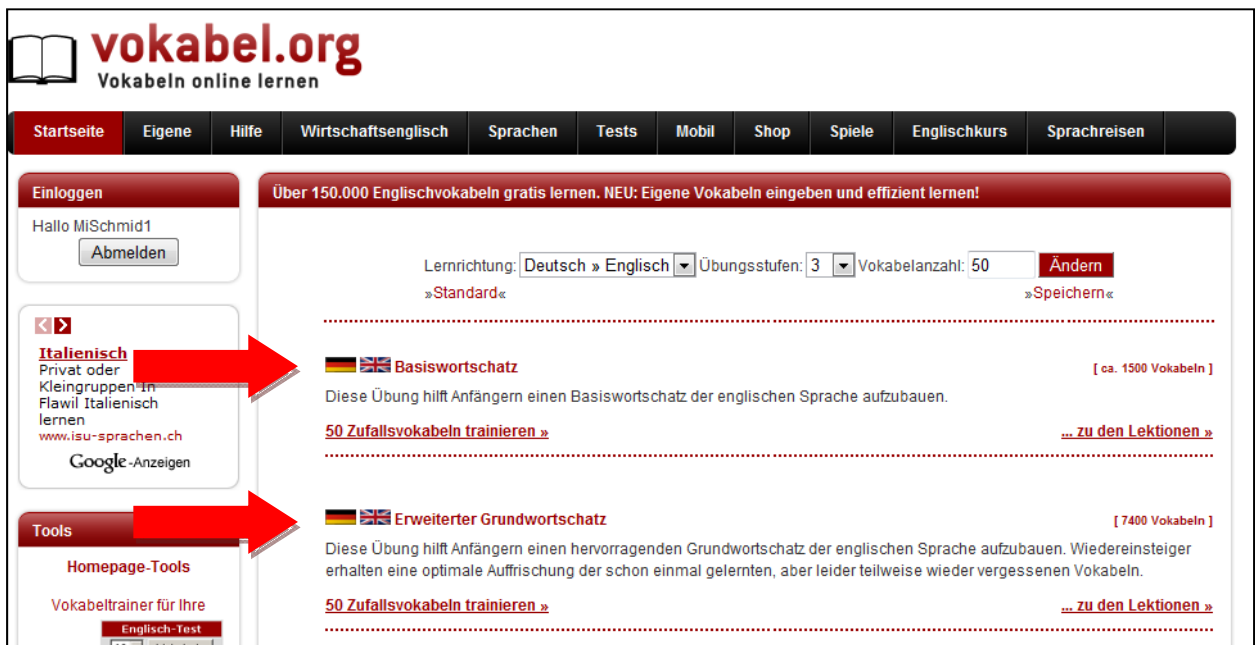 vokabel.org
Vokabeln online lernen
Startseite Eigene Hilfe Wirtschaftsenglisch Sprachen Tests Mobil Shop Spiele Englischkurs Sprachreisen
Einloggen
Hallo MiSchmid1
Abmelden
Italienisch
Privat oder
Kleingruppen In
Flawil Italienisch
lernen
www.isu-sprachen.ch
Google-Anzeigen
Tools
Homepage-Tools
Vokabeltrainer für Ihre
Englisch-Test
Über 150.000 Englischvokabeln gratis lernen. NEU: Eigene Vokabeln eingeben und effizient lernen!
Lernrichtung: Deutsch » Englisch Übungsstufen: 3 Vokabelanzahl: 50 Ändern
»Standard« »Speichern«
Basiswortschatz [ ca. 1500 Vokabeln ]
Diese Übung hilft Anfängern einen Basiswortschatz der englischen Sprache aufzubauen.
50 Zufallsvokabeln trainieren » ... zu den Lektionen »
Erweiterter Grundwortschatz [ 7400 Vokabeln ]
Diese Übung hilft Anfängern einen hervorragenden Grundwortschatz der englischen Sprache aufzubauen. Wiedereinsteiger
erhalten eine optimale Auffrischung der schon einmal gelernten, aber leider teilweise wieder vergessenen Vokabeln.
50 Zufallsvokabeln trainieren » ... zu den Lektionen »